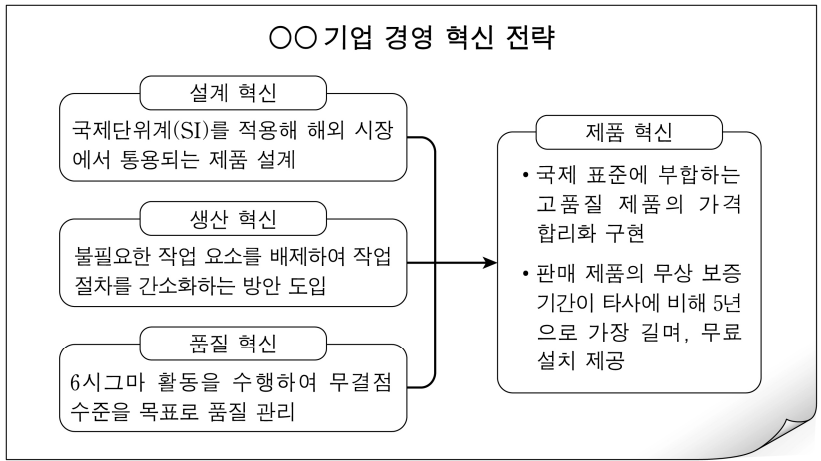 ○○기업 경영 혁신 전략
설계 혁신
국제단위계(SI)를 적용해 해외 시장
에서 통용되는 제품 설계
생산 혁신
불필요한 작업 요소를 배제하여 작업
절차를 간소화하는 방안 도입
품질 혁신
6시그마 활동을 수행하여 무결점
수준을 목표로 품질 관리
제품 혁신
• 국제 표준에 부합하는
고품질 제품의 가격
합리화 구현
• 판매 제품의 무상 보증
기간이 타사에 비해 5년
으로 가장 길며, 무료
설치 제공